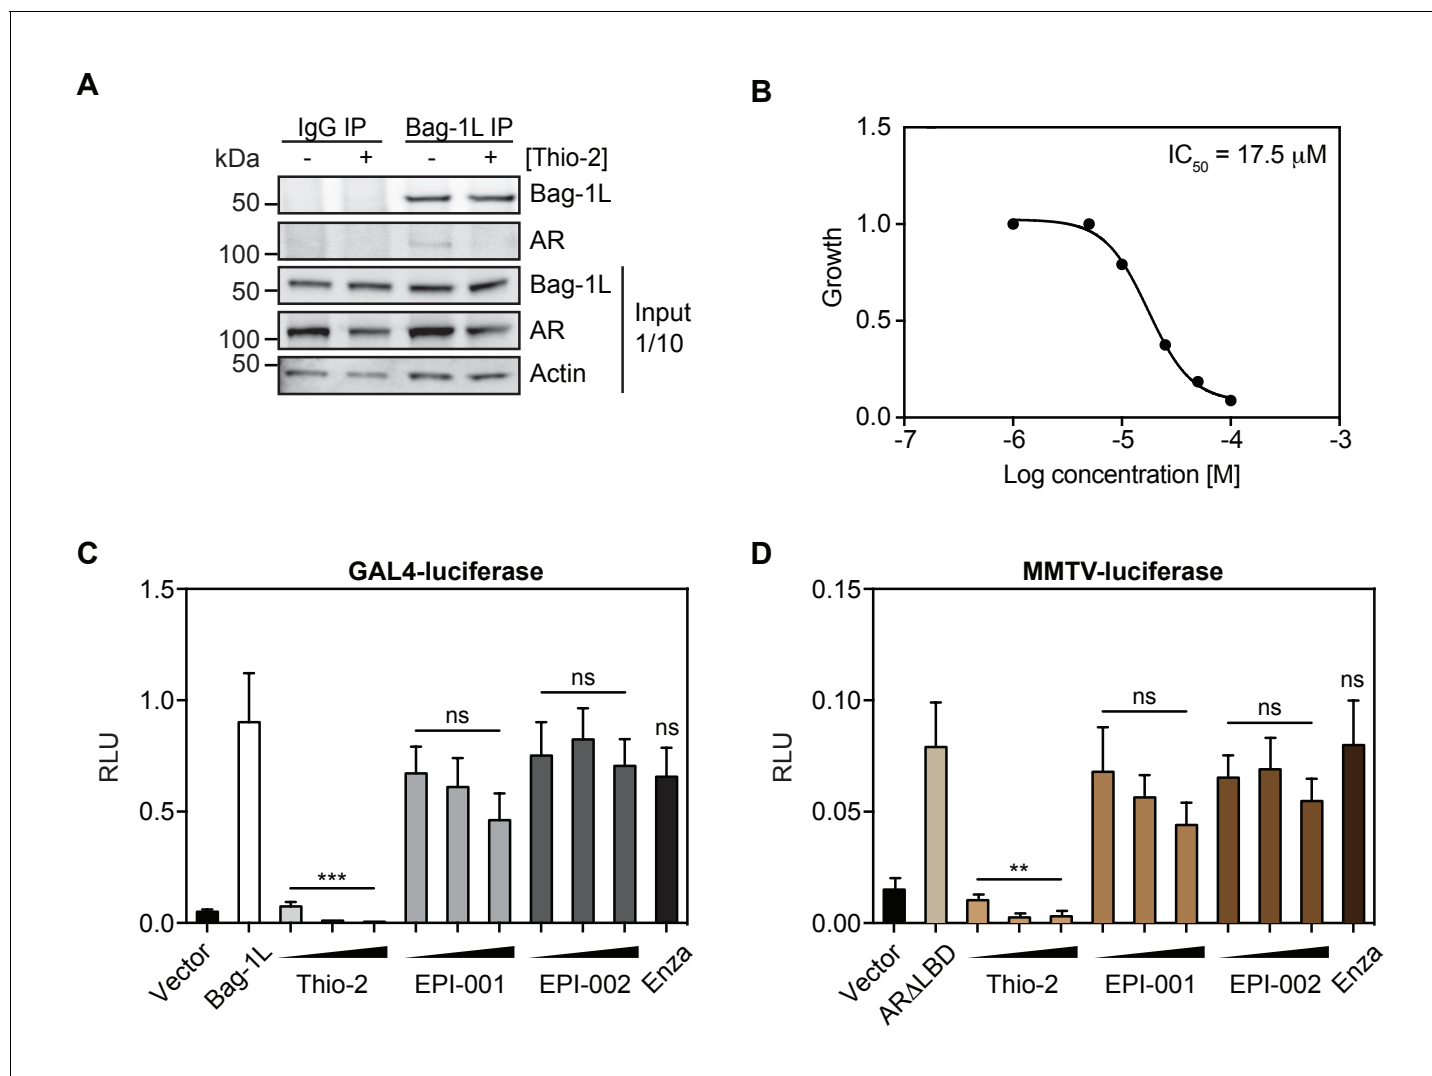 A
IgG IP Bag-1L IP
kDa - + - + [Thio-2]
50 Bag-1L
100 AR
50 Bag-1L
100 AR
50 Actin
Input
1/10
B
1.5
1.0
0.5
0.0
Growth
IC50 = 17.5 μM
-7 -6 -5 -4 -3
Log concentration [M]
C
GAL4-luciferase
1.5
1.0
0.5
0.0
RLU
*** ns ns ns
Vector Bag-1L Thio-2 EPI-001 EPI-002 Enza
D
MMTV-luciferase
0.15
0.10
0.05
0.00
RLU
** ns ns ns
Vector ARΔLBD Thio-2 EPI-001 EPI-002 Enza